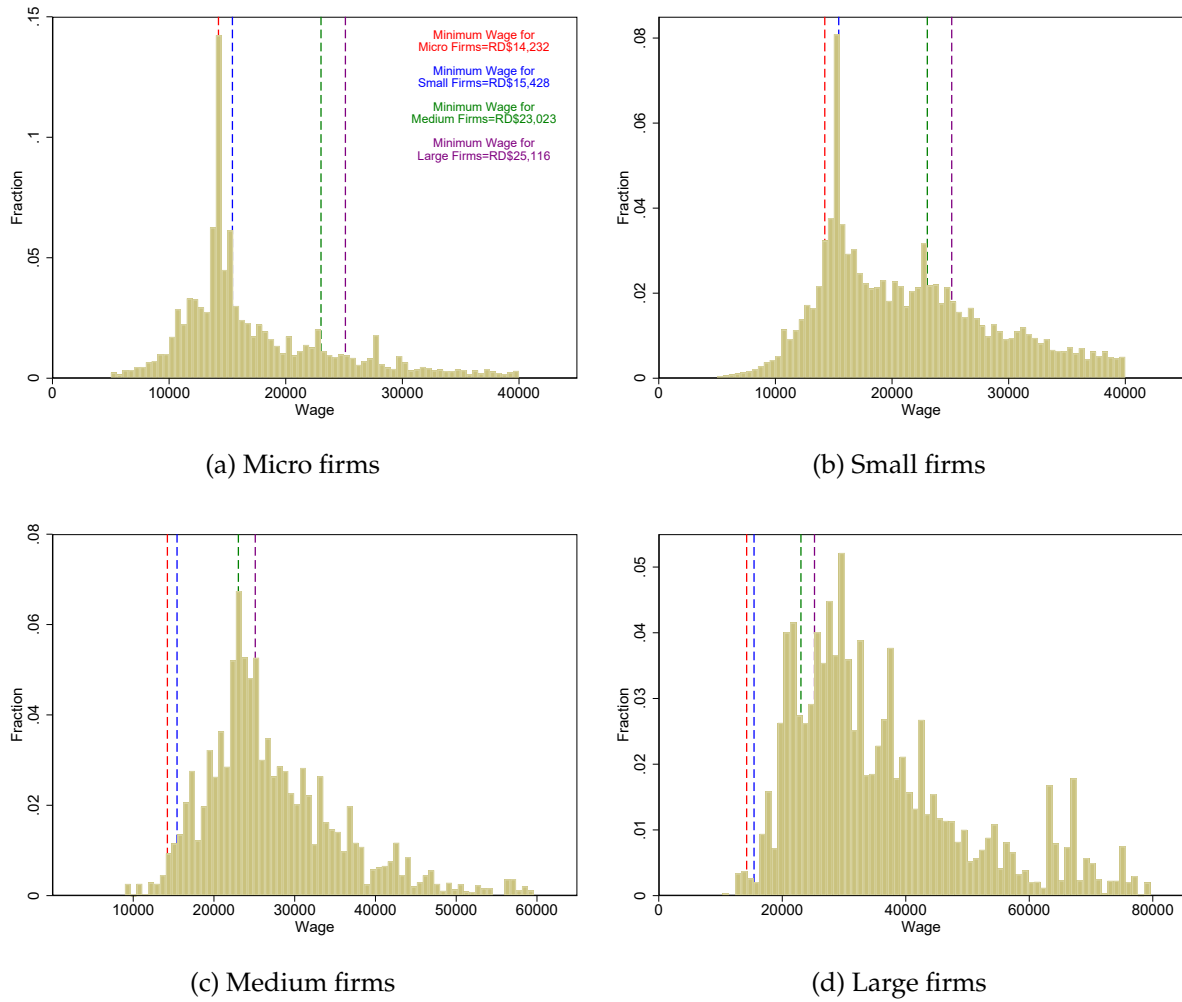 .15
.1
.05
0
Fraction
Minimum Wage for
Micro Firms=RD$14,232
Minimum Wage for
Small Firms=RD$15,428
Minimum Wage for
Medium Firms=RD$23,023
Minimum Wage for
Large Firms=RD$25,116
0 10000 20000 30000 40000
Wage
(a) Micro firms
.08
.06
.04
.02
0
Fraction
10000 20000 30000 40000
Wage
(b) Small firms
.08
.06
.04
.02
0
Fraction
10000 20000 30000 40000 50000 60000
Wage
(c) Medium firms
.05
.04
.03
.02
.01
0
Fraction
0 20000 40000 60000 80000
Wage
(d) Large firms